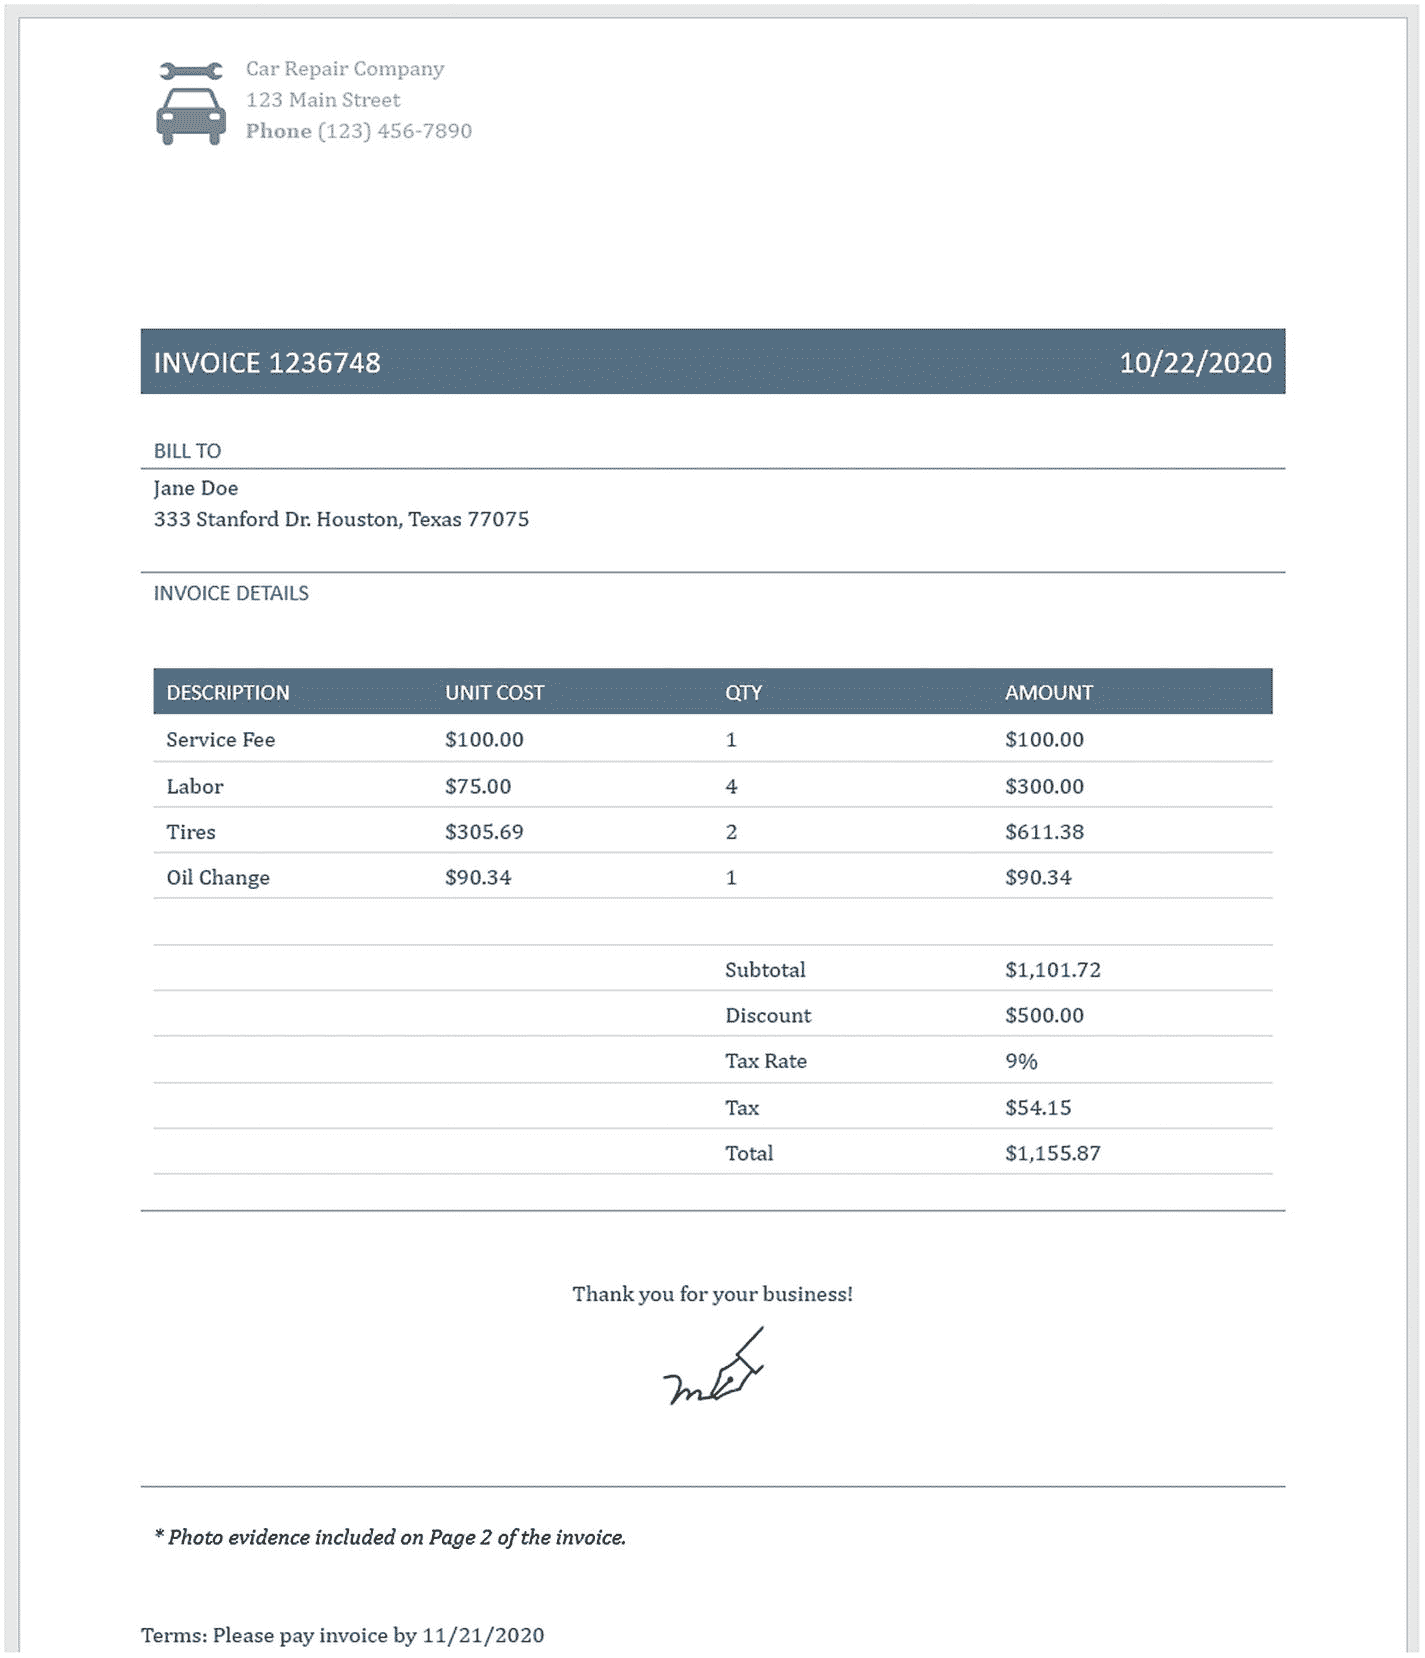 Car Repair Company
123 Main Street
Phone (123) 456-7890
INVOICE 1236748 10/22/2020
BILL TO
Jane Doe
333 Stanford Dr. Houston, Texas 77075
INVOICE DETAILS
DESCRIPTION UNIT COST QTY AMOUNT
Service Fee $100.00 1 $100.00
Labor $75.00 4 $300.00
Tires $305.69 2 $611.38
Oil Change $90.34 1 $90.34
Subtotal $1,101.72
Discount $500.00
Tax Rate 9%
Tax $54.15
Total $1,155.87
Thank you for your business!
* Photo evidence included on Page 2 of the invoice.
Terms: Please pay invoice by 11/21/2020